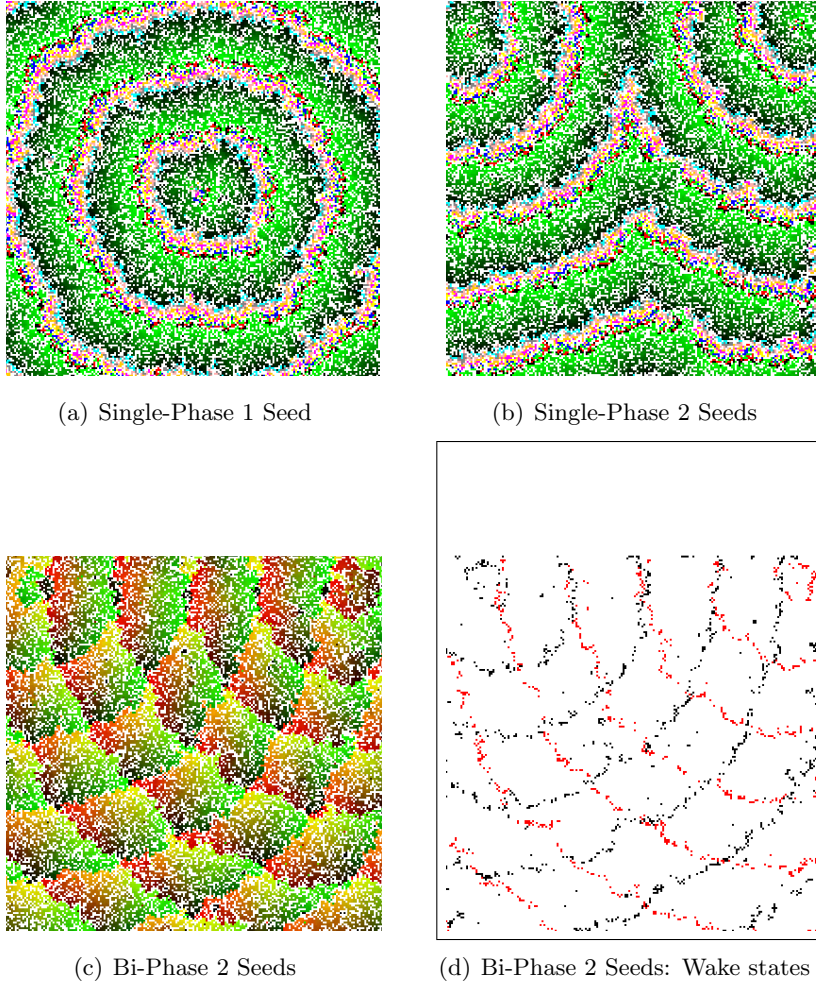 (a) Single-Phase 1 Seed
(b) Single-Phase 2 Seeds
(c) Bi-Phase 2 Seeds
(d) Bi-Phase 2 Seeds: Wake states